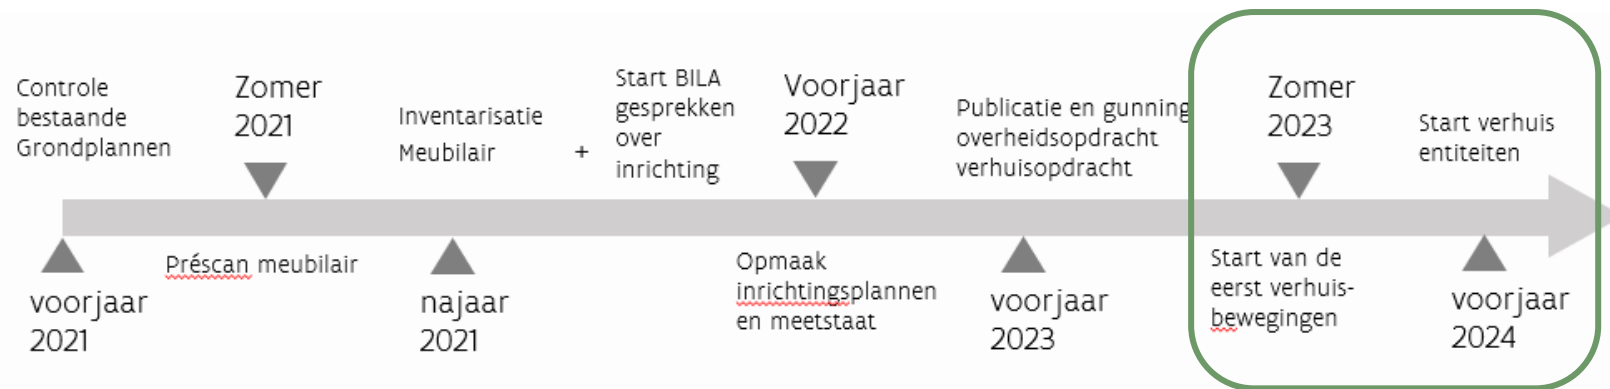 Controle
bestaande
Grondplannen
voorjaar
2021
Zomer
2021
Préscan meubilair
Inventarisatie
Meubilair
najaar
2021
+
Start BILA
gesprekken
over
inrichting
Voorjaar
2022
Opmaak
inrichtingsplannen
en meetstaat
Publicatie en gunning
overheidsopdracht
verhuisopdracht
voorjaar
2023
Zomer
2023
Start van de
eerst verhuis-
bewegingen
Start verhuis
entiteiten
voorjaar
2024